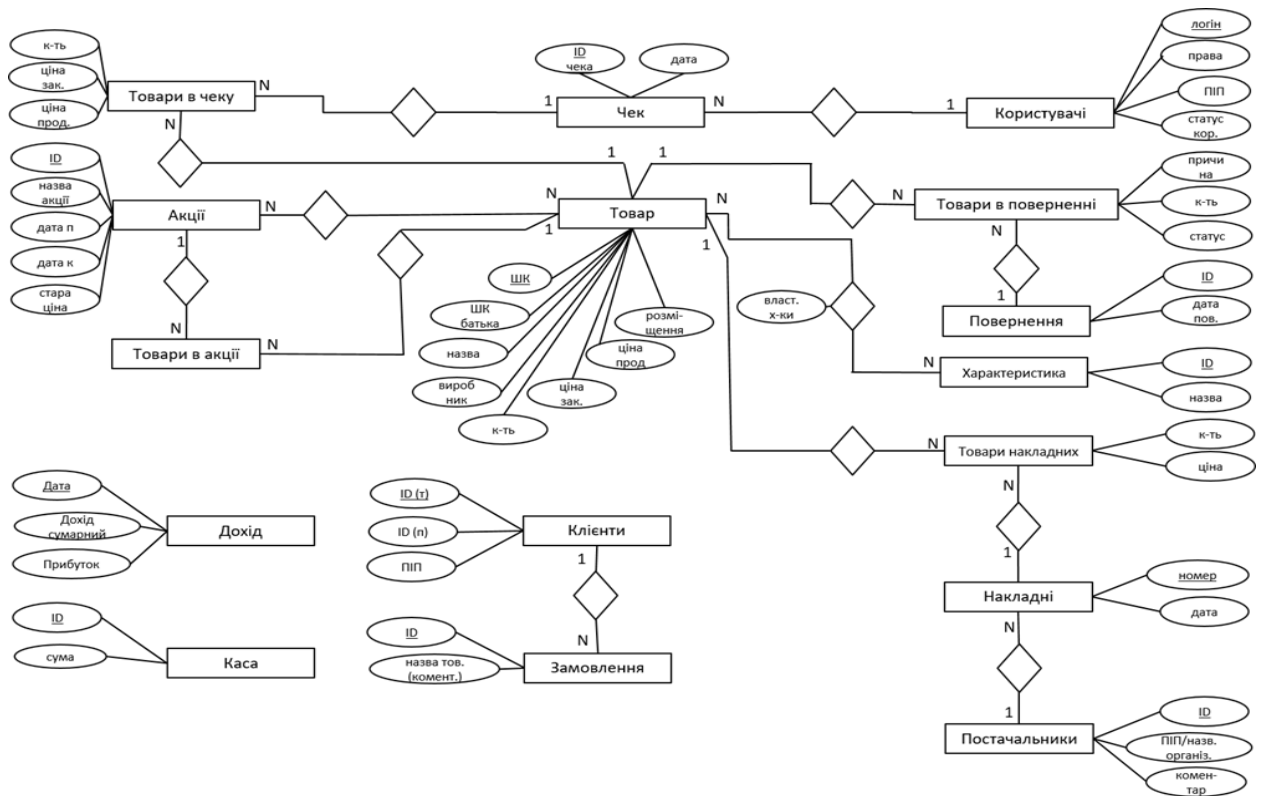 к-ть
ціна
зак.
ціна
прод.
Товари в чеку
N
1
ID
чека
дата
Чек
N
1
логін
права
ПІП
статус
кор.
Користувачі
N
1
1
ID
назва
акції
дата п
дата к
стара
ціна
Акції
N
N
1
1
N
Товари в акції
N
Товар
N
1
ШК
ШК
батька
назва
вироб
ник
к-ть
ціна
зак.
ціна
прод
розмі-
щення
N
Товари в поверненні
причи
на
к-ть
статус
N
1
Повернення
ID
дата
пов.
власт.
х-ки
N
Характеристика
ID
назва
N
Товари накладних
к-ть
ціна
N
1
Накладні
номер
дата
N
1
Постачальники
ID
ПІП/назв.
організ.
комен-
тар
Дата
Дохід
сумарний
Прибуток
Дохід
ID
сума
Каса
ID (т)
ID (п)
ПІП
Клієнти
1
N
ID
назва тов.
(комент.)
Замовлення